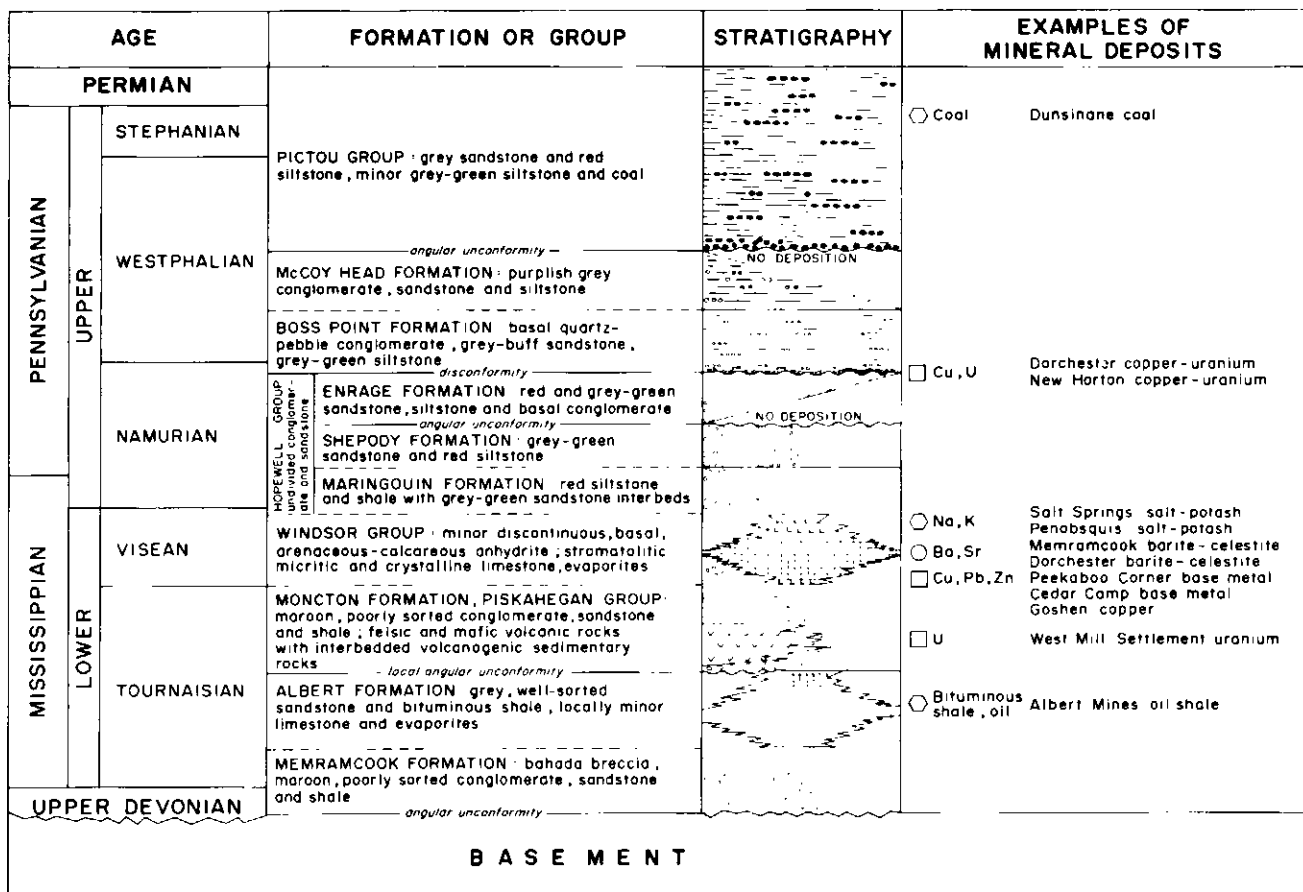 AGE
FORMATION OR GROUP
STRATIGRAPHY
EXAMPLES OF
MINERAL DEPOSITS
PERMIAN
PENNSYLVANIAN
MISSISSIPPIAN
UPPER
LOWER
STEPHANIAN
WESTPHALIAN
NAMURIAN
VISEAN
TOURNAISIAN
UPPER DEVONIAN
PICTOU GROUP : grey sandstone and red
siltstone, minor grey-green siltstone and coal
angular unconformity
McCOY HEAD FORMATION : purplish grey
conglomerate, sandstone and siltstone
BOSS POINT FORMATION basal quartz-
pebble conglomerate, grey-buff sandstone,
grey-green siltstone
disconformity
HOPEWELL GROUP
undivided conglomer-
ate and sandstone
ENRAGE FORMATION red and grey-green
sandstone, siltstone and basal conglomerate
angular unconformity
SHEPODY FORMATION : grey-green
sandstone and red siltstone
MARINGOUIN FORMATION red siltstone
and shale with grey-green sandstone interbeds
WINDSOR GROUP : minor discontinuous, basal,
arenaceous-calcareous anhydrite ; stromatalitic
micritic and crystalline limestone, evaporites
MONCTON FORMATION, PISKAHEGAN GROUP :
maroon, poorly sorted conglomerate, sandstone
and shale ; felsic and mafic volcanic rocks
with interbedded volcanogenic sedimentary
rocks
local angular unconformity
ALBERT FORMATION grey, well-sorted
sandstone and bituminous shale, locally minor
limestone and evaporites
MEMRAMCOOK FORMATION : bahada breccia,
maroon, poorly sorted conglomerate, sandstone
and shale
angular unconformity
NO DEPOSITION
NO DEPOSITION
Coal Dunsinane coal
Cu, U Dorchester copper-uranium
New Horton copper-uranium
Na, K Salt Springs salt-potash
Penobsquis salt-potash
Ba, Sr Memramcook barite-celestite
Dorchester barite-celestite
Cu, Pb, Zn Peekaboo Corner base metal
Cedar Camp base metal
Goshen copper
U West Mill Settlement uranium
Bituminous
shale, oil Albert Mines oil shale
BASEMENT